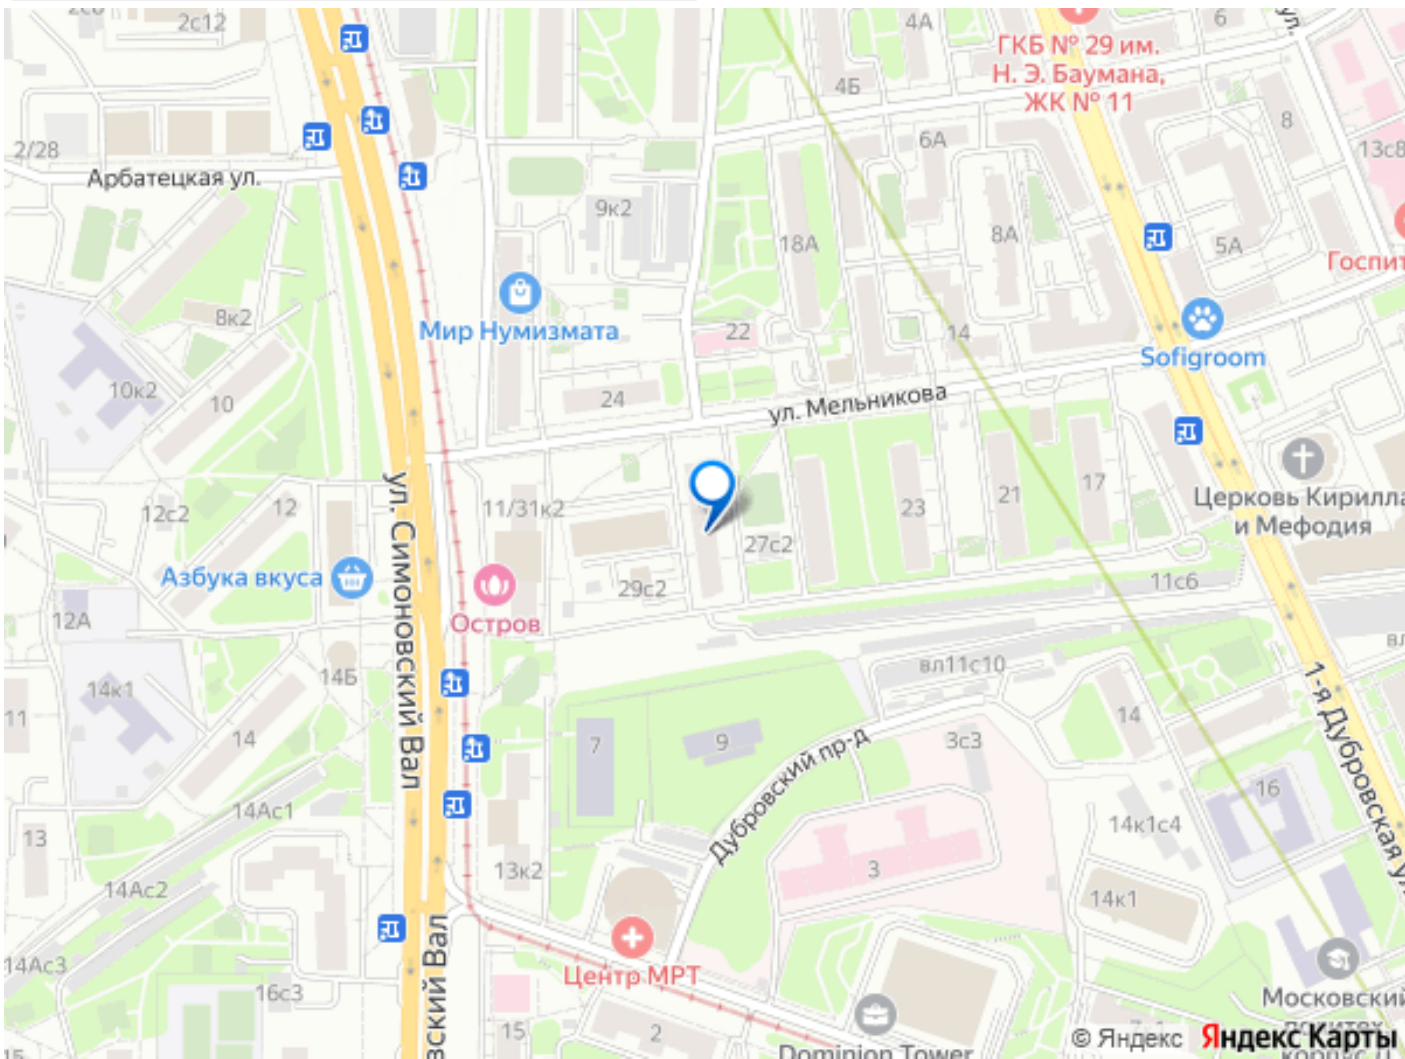 2с12
4А
6
ул.
ГКБ № 29 им.
Н. Э. Баумана,
ЖК № 11
4Б
8
2/28
6А
13с8
Арбатецкая ул.
9к2
18А
8А
5А
Госпит
Мир Нумизмата
8к2
22
14
Sofigroom
10к2
10
24
ул. Мельникова
ул. Симоновский Вал
12с2
12
11/31к2
23
21
17
Церковь Кирилла
и Мефодия
27с2
Азбука вкуса
29с2
11с6
12А
Остров
14Б
вл11с10
1-я Дубровская ул.
14к1
11
14
7
9
Дубровский пр-д
3с3
14
16
14Ас1
13
14к1с4
13к2
3
14Ас2
14к1
14Ас3
16с3
Центр МРТ
15
2
Московский
политех,
Dominion Tower
© Яндекс Яндекс Карты
15